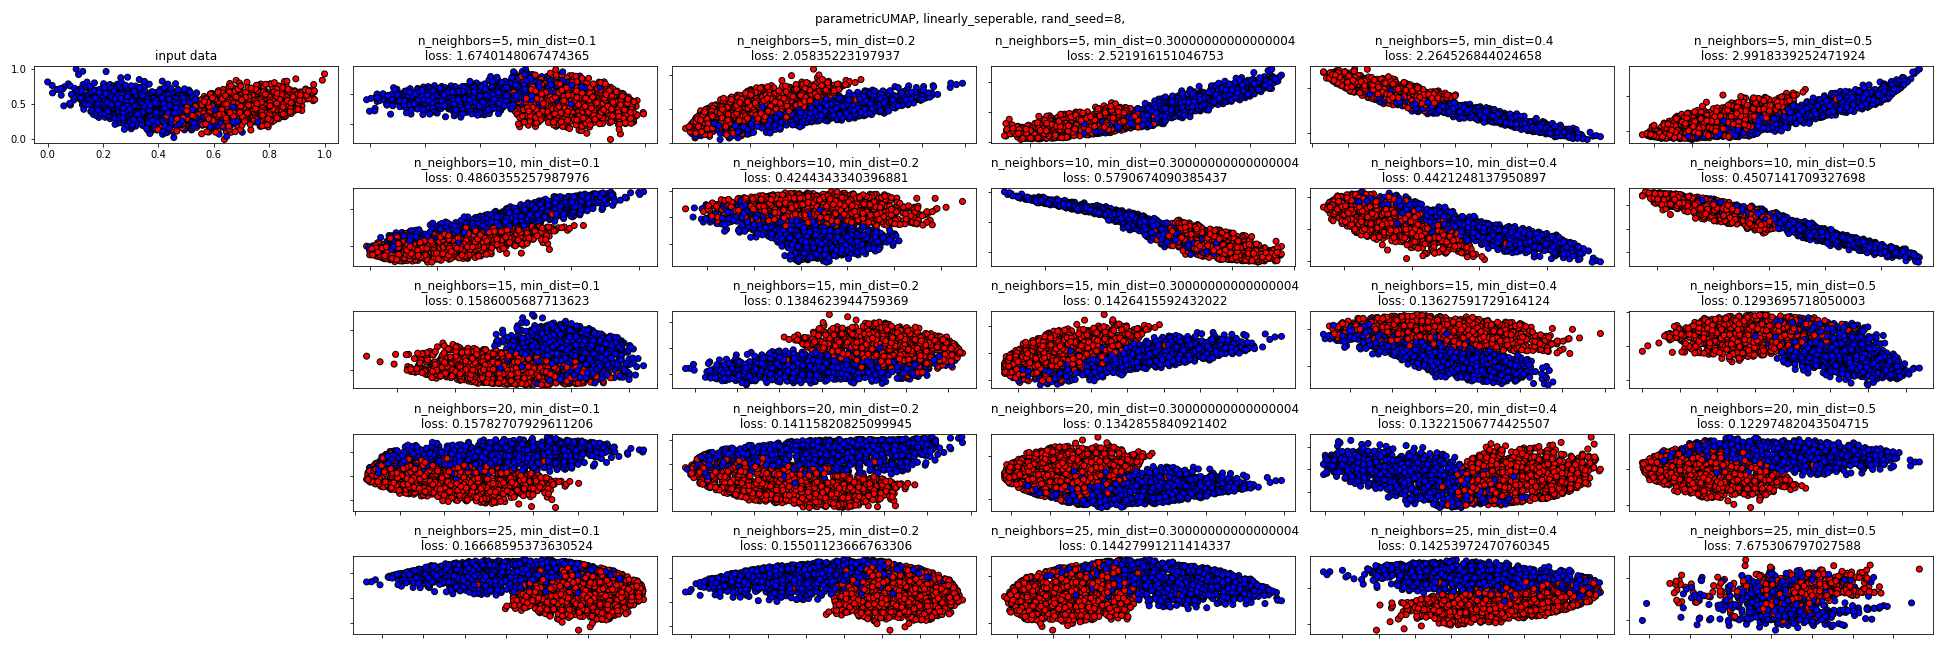 parametricUMAP, linearly_seperable, rand_seed=8,
input data
1.0
0.5
0.0
0.0 0.2 0.4 0.6 0.8 1.0
n_neighbors=5, min_dist=0.1
loss: 1.6740148067474365
n_neighbors=5, min_dist=0.2
loss: 2.05835223197937
n_neighbors=5, min_dist=0.30000000000000004
loss: 2.521916151046753
n_neighbors=5, min_dist=0.4
loss: 2.264526844024658
n_neighbors=5, min_dist=0.5
loss: 2.9918339252471924
n_neighbors=10, min_dist=0.1
loss: 0.4860355257987976
n_neighbors=10, min_dist=0.2
loss: 0.4244343340396881
n_neighbors=10, min_dist=0.30000000000000004
loss: 0.5790674090385437
n_neighbors=10, min_dist=0.4
loss: 0.4421248137950897
n_neighbors=10, min_dist=0.5
loss: 0.4507141709327698
n_neighbors=15, min_dist=0.1
loss: 0.1586005687713623
n_neighbors=15, min_dist=0.2
loss: 0.1384623944759369
n_neighbors=15, min_dist=0.30000000000000004
loss: 0.1426415592432022
n_neighbors=15, min_dist=0.4
loss: 0.13627591729164124
n_neighbors=15, min_dist=0.5
loss: 0.1293695718050003
n_neighbors=20, min_dist=0.1
loss: 0.15782707929611206
n_neighbors=20, min_dist=0.2
loss: 0.14115820825099945
n_neighbors=20, min_dist=0.30000000000000004
loss: 0.1342855840921402
n_neighbors=20, min_dist=0.4
loss: 0.13221506774425507
n_neighbors=20, min_dist=0.5
loss: 0.12297482043504715
n_neighbors=25, min_dist=0.1
loss: 0.16668595373630524
n_neighbors=25, min_dist=0.2
loss: 0.15501123666763306
n_neighbors=25, min_dist=0.30000000000000004
loss: 0.14427991211414337
n_neighbors=25, min_dist=0.4
loss: 0.14253972470760345
n_neighbors=25, min_dist=0.5
loss: 7.675306797027588